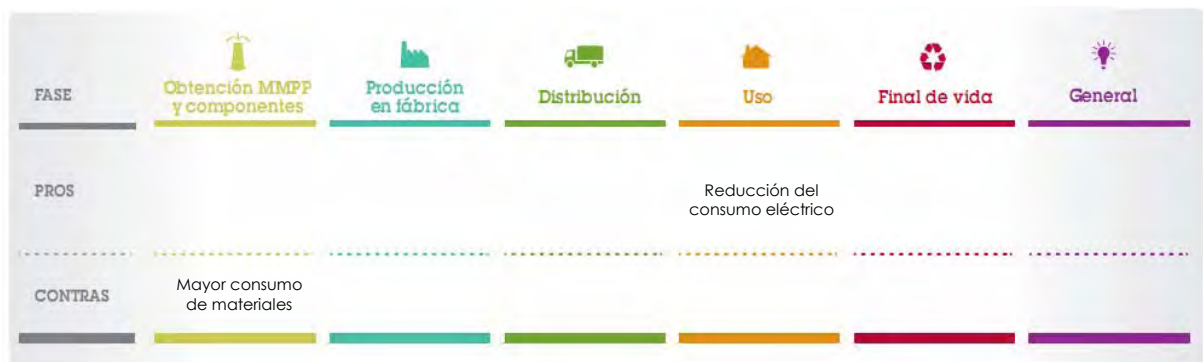 FASE
Obtención MMPP
y componentes
Producción
en fábrica
Distribución
Uso
Final de vida
General
PROS
Reducción del
consumo eléctrico
CONTRAS
Mayor consumo
de materiales